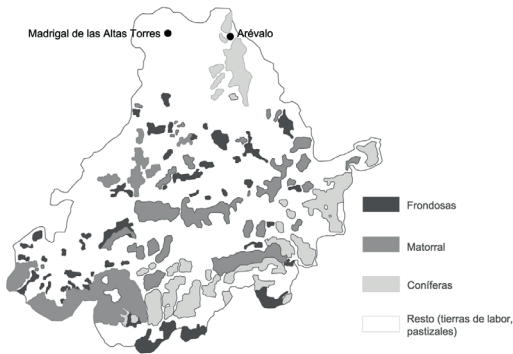 Madrigal de las Altas Torres
Arévalo
Frondosas
Matorral
Coníferas
Resto (tierras de labor,
pastizales)